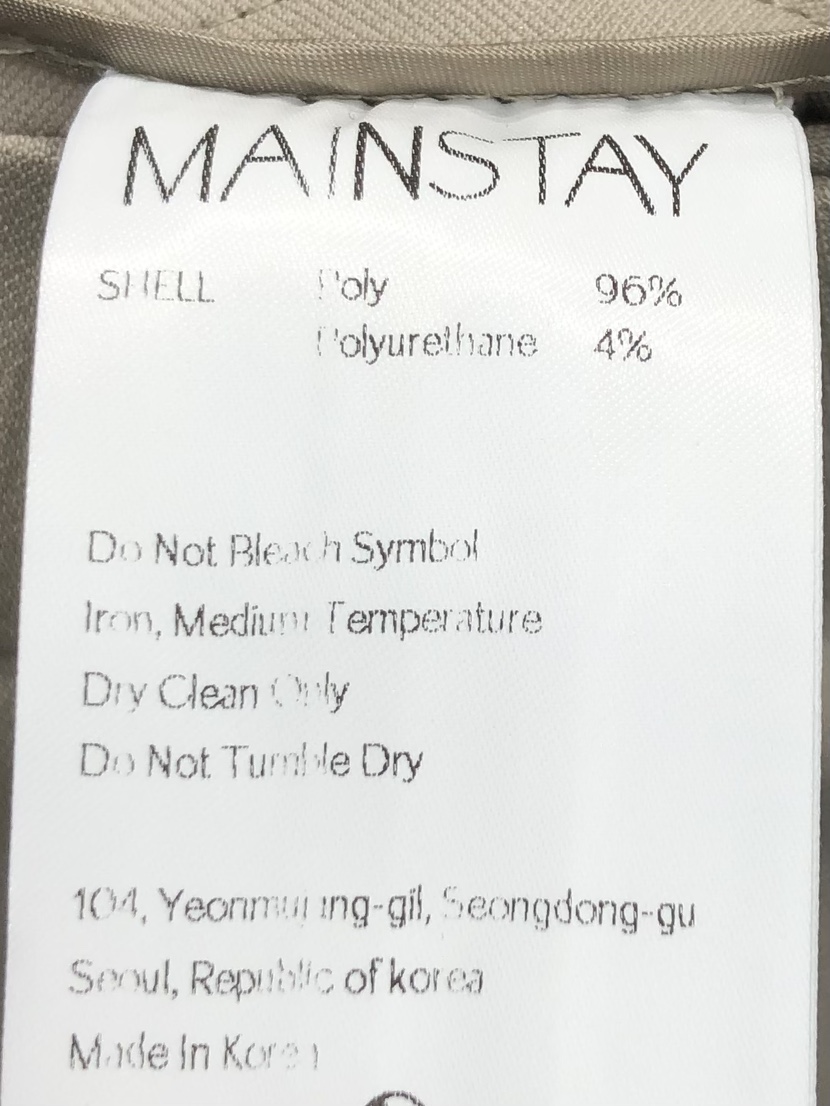 MAINSTAY
SHELL Poly 96%
Polyurethane 4%
Do Not Bleach Symbol
Iron, Medium Temperature
Dry Clean Only
Do Not Tumble Dry
104, Yeonmujang-gil, Seongdong-gu
Seoul, Republic of korea
Made In Korea